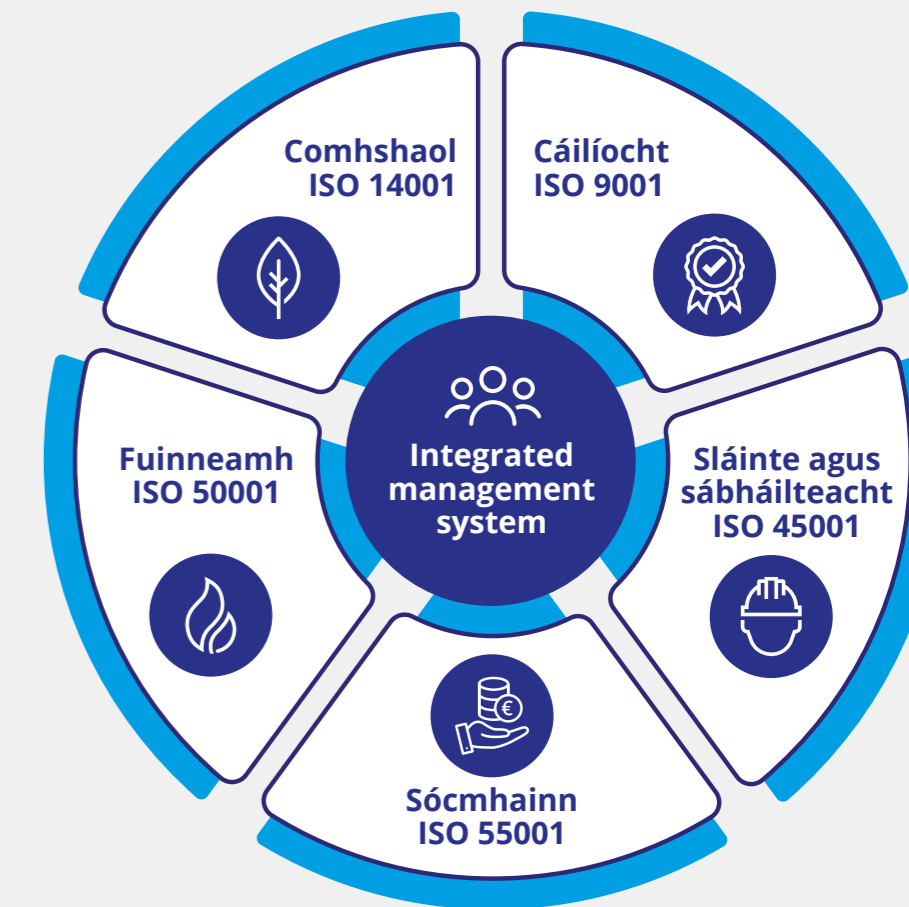 Comhshaol
ISO 14001
Cáilíocht
ISO 9001
Fuinneamh
ISO 50001
Integrated
management
system
Sláinte agus
sábháilteacht
ISO 45001
€
Sócmhainn
ISO 55001